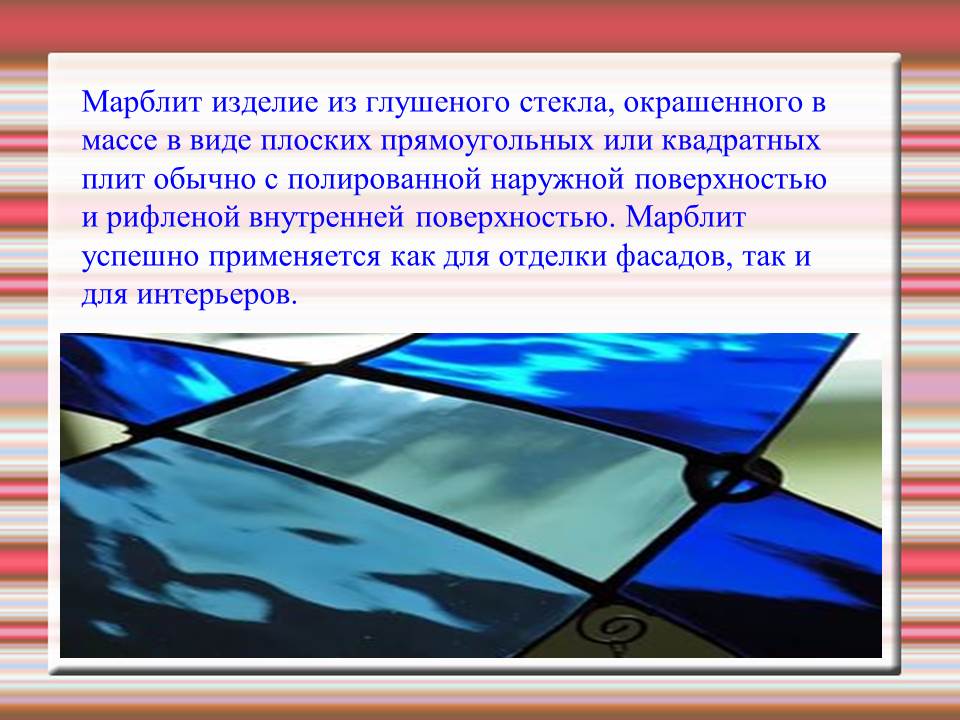 Марблит изделие из глушеного стекла, окрашенного в
массе в виде плоских прямоугольных или квадратных
плит обычно с полированной наружной поверхностью
и рифленой внутренней поверхностью. Марблит
успешно применяется как для отделки фасадов, так и
для интерьеров.